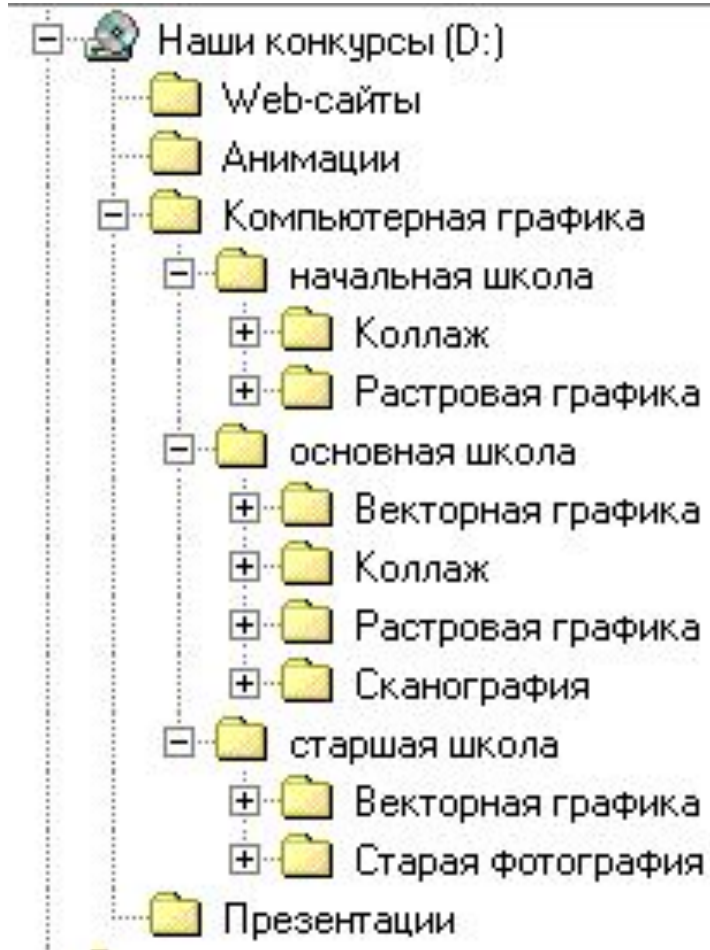 Наши конкурсы (D:)
Web-сайты
Анимации
Компьютерная графика
начальная школа
Коллаж
Растровая графика
основная школа
Векторная графика
Коллаж
Растровая графика
Сканография
старшая школа
Векторная графика
Старая фотография
Презентации